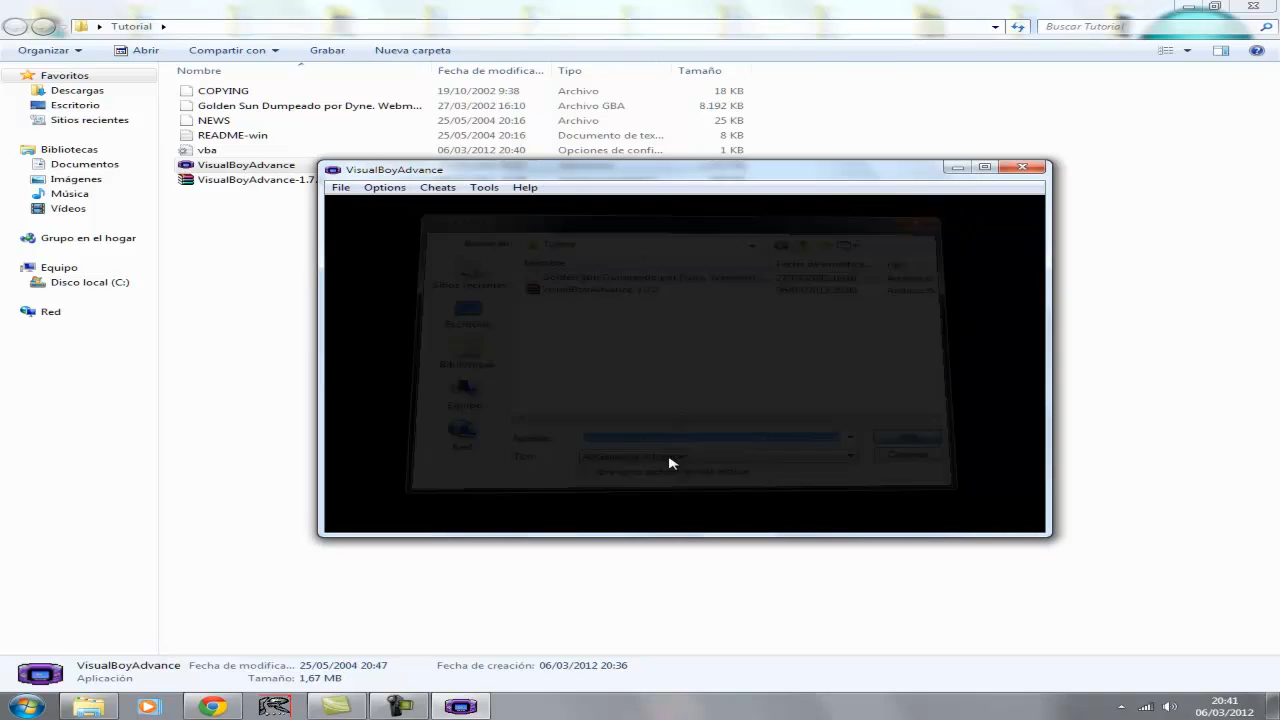 Tutorial
Buscar Tutorial
Organizar
Abrir
Compartir con
Grabar
Nueva carpeta
Favoritos
Descargas
Escritorio
Sitios recientes
Bibliotecas
Documentos
Imágenes
Música
Vídeos
Grupo en el hogar
Equipo
Disco local (C:)
Red
Nombre Fecha de modifica... Tipo Tamaño
COPYING 19/10/2002 9:38 Archivo 18 KB
Golden Sun Dumpeado por Dyne. Webm... 27/03/2002 16:10 Archivo GBA 8.192 KB
NEWS 25/05/2004 20:16 Archivo 25 KB
README-win 25/05/2004 20:16 Documento de tex... 8 KB
vba 06/03/2012 20:40 Opciones de confi... 1 KB
VisualBoyAdvance
VisualBoyAdvance-1.7.
VisualBoyAdvance
File Options Cheats Tools Help
Escritorio
Bibliotecas
Equipo
Red
VisualBoyAdvance Fecha de modifica... 25/05/2004 20:47 Fecha de creación: 06/03/2012 20:36
Aplicación Tamaño: 1,67 MB
20:41
06/03/2012